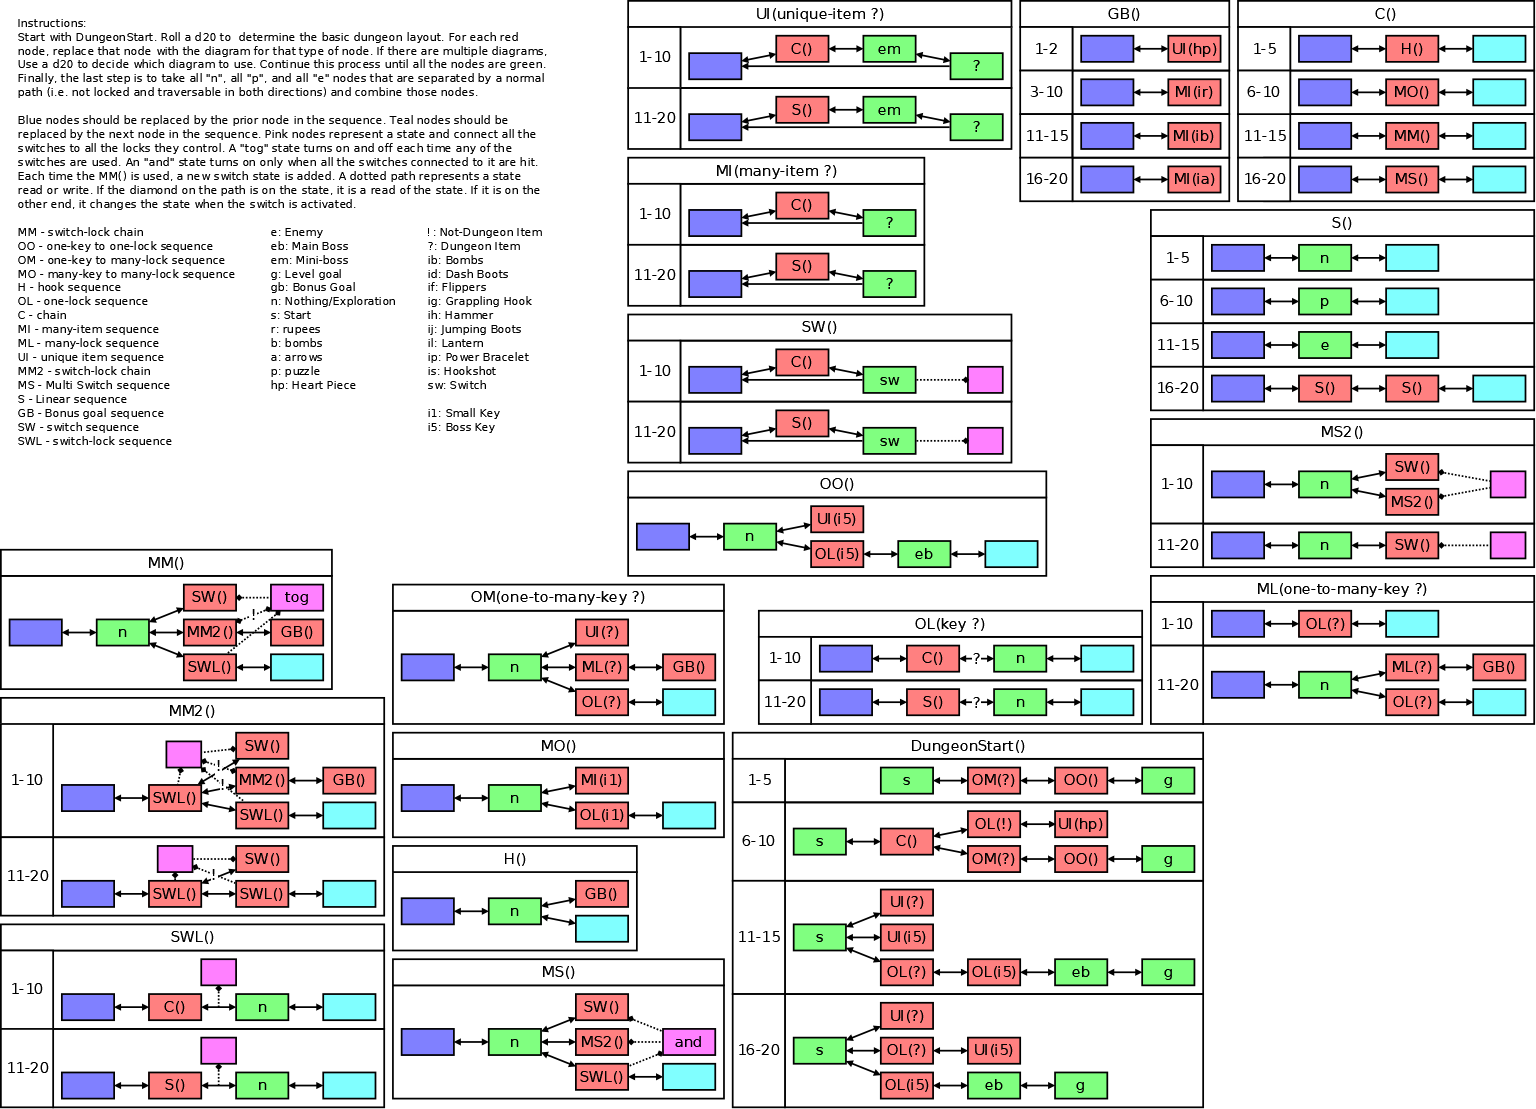 Instructions:
Start with DungeonStart. Roll a d20 to  determine the basic dungeon layout. For each red
node, replace that node with the diagram for that type of node. If there are multiple diagrams,
Use a d20 to decide which diagram to use. Continue this process until all the nodes are green.
Finally, the last step is to take all "n", all "p", and all "e" nodes that are separated by a normal
path (i.e. not locked and traversable in both directions) and combine those nodes.
Blue nodes should be replaced by the prior node in the sequence. Teal nodes should be
replaced by the next node in the sequence. Pink nodes represent a state and connect all the
switches to all the locks they control. A "tog" state turns on and off each time any of the
switches are used. An "and" state turns on only when all the switches connected to it are hit.
Each time the MM() is used, a new switch state is added. A dotted path represents a state
read or write. If the diamond on the path is on the state, it is a read of the state. If it is on the
other end, it changes the state when the switch is activated.
MM - switch-lock chain
OO - one-key to one-lock sequence
OM - one-key to many-lock sequence
MO - many-key to many-lock sequence
H - hook sequence
OL - one-lock sequence
C - chain
MI - many-item sequence
ML - many-lock sequence
UI - unique item sequence
MM2 - switch-lock chain
MS - Multi Switch sequence
S - Linear sequence
GB - Bonus goal sequence
SW - switch sequence
SWL - switch-lock sequence
e: Enemy
eb: Main Boss
em: Mini-boss
g: Level goal
gb: Bonus Goal
n: Nothing/Exploration
s: Start
r: rupees
b: bombs
a: arrows
p: puzzle
hp: Heart Piece
! : Not-Dungeon Item
?: Dungeon Item
ib: Bombs
id: Dash Boots
if: Flippers
ig: Grappling Hook
ih: Hammer
ij: Jumping Boots
il: Lantern
ip: Power Bracelet
is: Hookshot
sw: Switch
i1: Small Key
i5: Boss Key
UI(unique-item ?)
1-10
C()
em
?
11-20
S()
em
?
GB()
1-2
UI(hp)
3-10
MI(ir)
11-15
MI(ib)
16-20
MI(ia)
C()
1-5
H()
6-10
MO()
11-15
MM()
16-20
MS()
MI(many-item ?)
1-10
C()
?
11-20
S()
?
S()
1-5
n
6-10
p
11-15
e
16-20
S()
S()
SW()
1-10
C()
sw
11-20
S()
sw
MS2()
1-10
n
SW()
MS2()
11-20
n
SW()
OO()
n
UI(i5)
OL(i5)
eb
MM()
n
SW()
tog
!
MM2()
GB()
SWL()
OM(one-to-many-key ?)
n
UI(?)
ML(?)
GB()
OL(?)
OL(key ?)
1-10
C()
?
n
11-20
S()
?
n
ML(one-to-many-key ?)
1-10
OL(?)
11-20
n
ML(?)
GB()
OL(?)
MM2()
1-10
SWL()
SW()
!
MM2()
GB()
!
SWL()
11-20
SWL()
SW()
!
SWL()
MO()
n
MI(i1)
OL(i1)
H()
n
GB()
DungeonStart()
1-5
s
OM(?)
OO()
g
6-10
s
C()
OL(!)
UI(hp)
OM(?)
OO()
g
11-15
s
UI(?)
UI(i5)
OL(?)
OL(i5)
eb
g
16-20
s
UI(?)
OL(?)
UI(i5)
OL(i5)
eb
g
SWL()
1-10
C()
n
11-20
S()
n
MS()
n
SW()
MS2()
and
SWL()